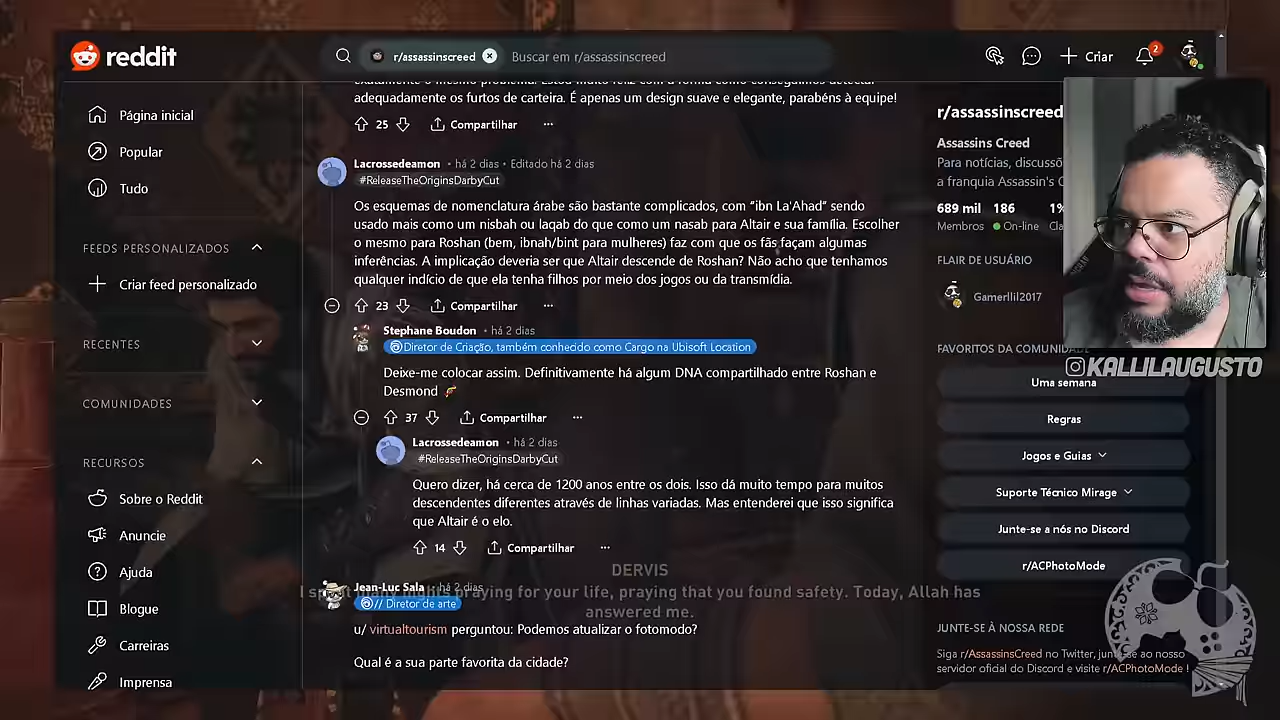 reddit
r/assassinscreed
Buscar em r/assassinscreed
Criar
2
Página inicial
Popular
Tudo
FEEDS PERSONALIZADOS
Criar feed personalizado
RECENTES
COMUNIDADES
RECURSOS
Sobre o Reddit
Anuncie
Ajuda
Blogue
Carreiras
Imprensa
adequadamente os furtos de carteira. É apenas um design suave e elegante, parabéns à equipe!
25
Compartilhar
Lacrossedeamon • há 2 dias • Editado há 2 dias
#ReleaseTheOriginsDarbyCut
Os esquemas de nomenclatura árabe são bastante complicados, com “ibn La'Ahad” sendo
usado mais como um nisbah ou laqab do que como um nasab para Altair e sua família. Escolher
o mesmo para Roshan (bem, ibnah/bint para mulheres) faz com que os fãs façam algumas
inferências. A implicação deveria ser que Altair descende de Roshan? Não acho que tenhamos
qualquer indício de que ela tenha filhos por meio dos jogos ou da transmídia.
23
Compartilhar
Stephane Boudon • há 2 dias
Diretor de Criação, também conhecido como Cargo na Ubisoft Location
Deixe-me colocar assim. Definitivamente há algum DNA compartilhado entre Roshan e
Desmond
37
Compartilhar
Lacrossedeamon • há 2 dias
#ReleaseTheOriginsDarbyCut
Quero dizer, há cerca de 1200 anos entre os dois. Isso dá muito tempo para muitos
descendentes diferentes através de linhas variadas. Mas entenderei que isso significa
que Altair é o elo.
14
Compartilhar
Jean-Luc Sala • há 2 dias
// Diretor de arte
u/ virtualtourism perguntou: Podemos atualizar o fotomodo?
Qual é a sua parte favorita da cidade?
DERVIS
many nights praying for your life, praying that you found safety. Today, Allah has
answered me.
r/assassinscreed
Assassins Creed
Para notícias, discussõ
a franquia Assassin's C
689 mil 186 1%
Membros On-line Cla
FLAIR DE USUÁRIO
Gamerllil2017
FAVORITOS DA COMUNIDADE
@KALLILAUGUSTO
Uma semana
Regras
Jogos e Guias
Suporte Técnico Mirage
Junte-se a nós no Discord
r/ACPhotoMode
JUNTE-SE À NOSSA REDE
Siga r/AssassinsCreed no Twitter, junte-se ao nosso
servidor oficial do Discord e visite r/ACPhotoMode !